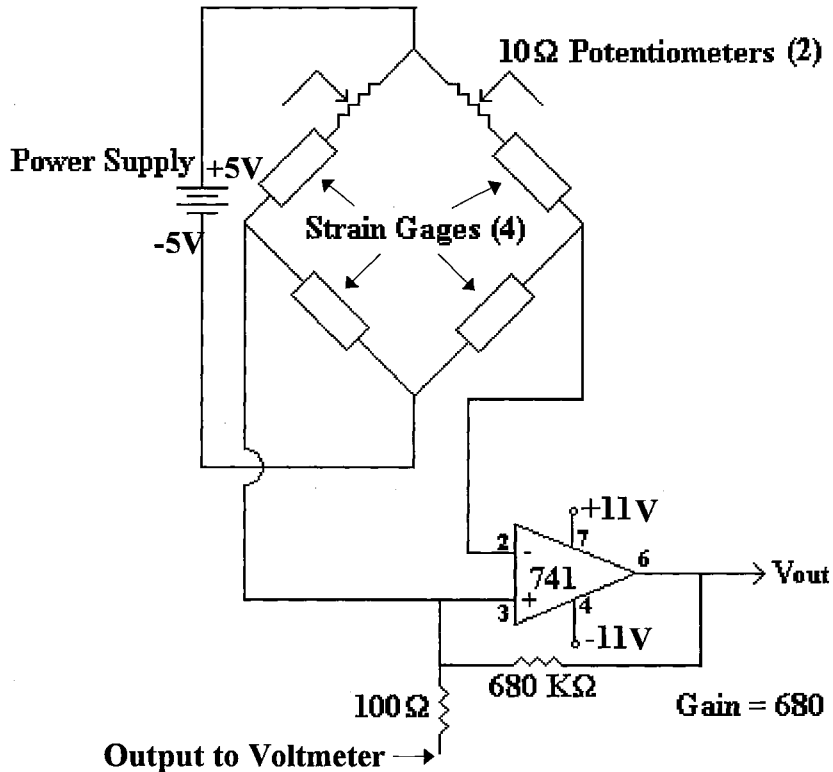 10Ω Potentiometers (2)
Power Supply
+5V
-5V
Strain Gages (4)
+11V
2
-
7
6
741
Vout
3
+
4
-11V
680 KΩ
100Ω
Gain = 680
Output to Voltmeter